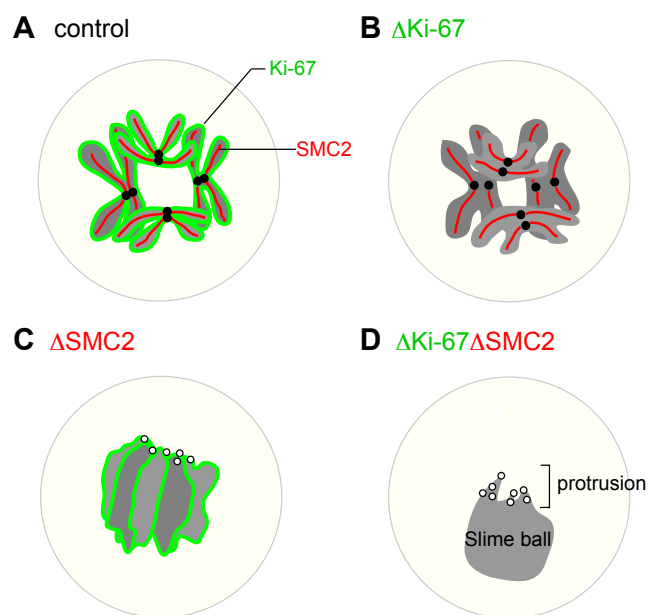 A control
B ΔKi-67
Ki-67
SMC2
C ΔSMC2
D ΔKi-67ΔSMC2
protrusion
Slime ball